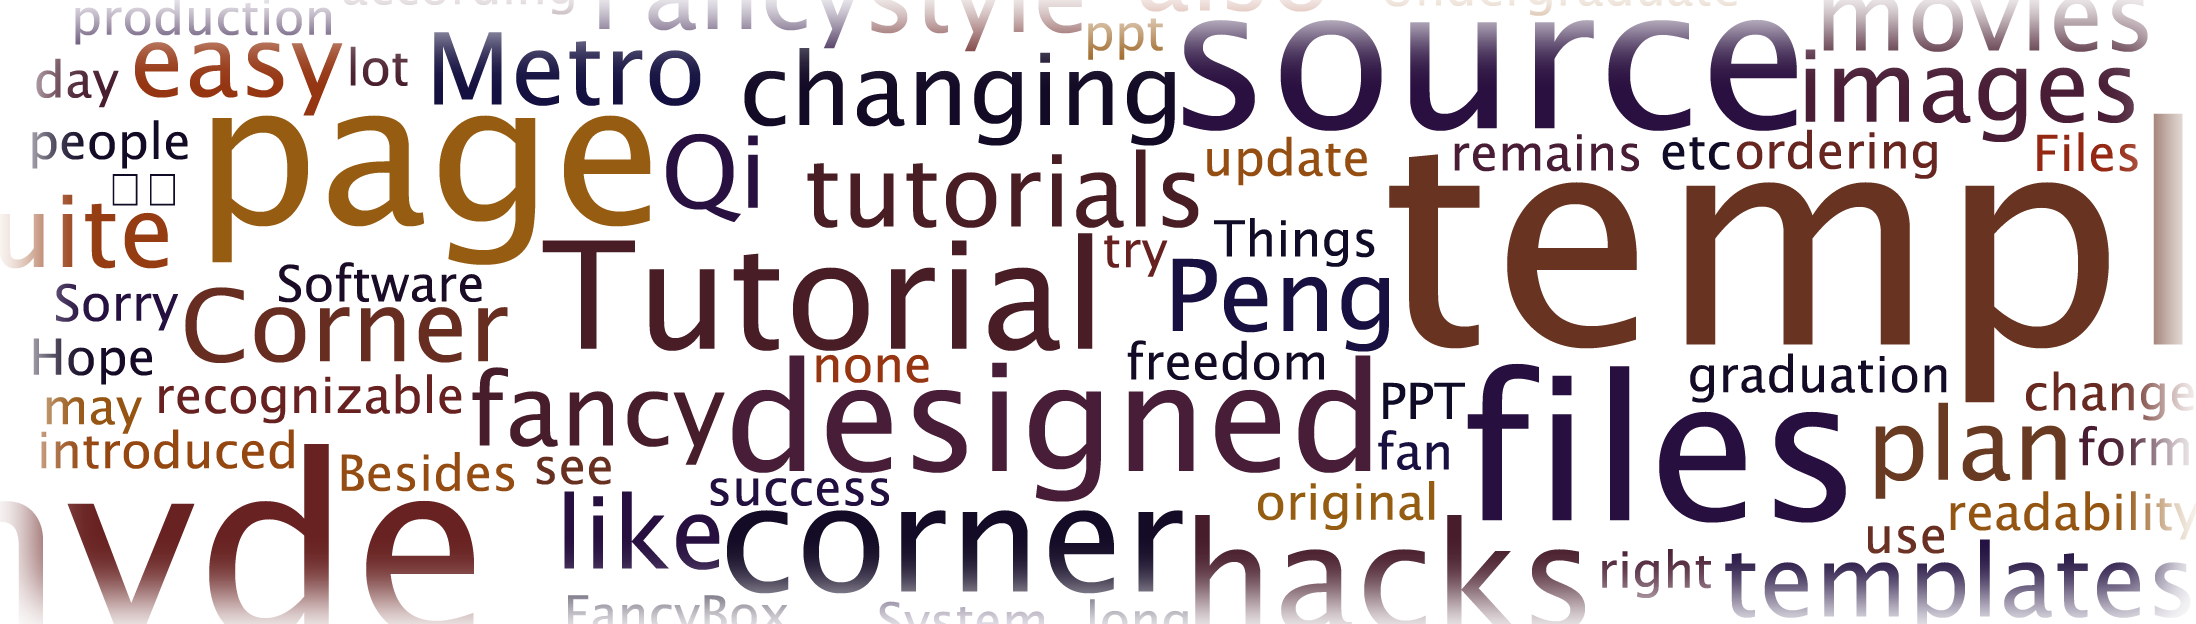 production according Fancystyle also Undergraduate movies
day easy lot Metro changing ppt source images
people page Qi tutorials update remains etc ordering Files
uite Tutorial try Things templ
Sorry Software Corner Peng
Hope none freedom graduation
may recognizable fancy designed PPT files change
introduced Besides see fan plan form
success original readability
yde like corner hacks right use templates
FancyBox System long